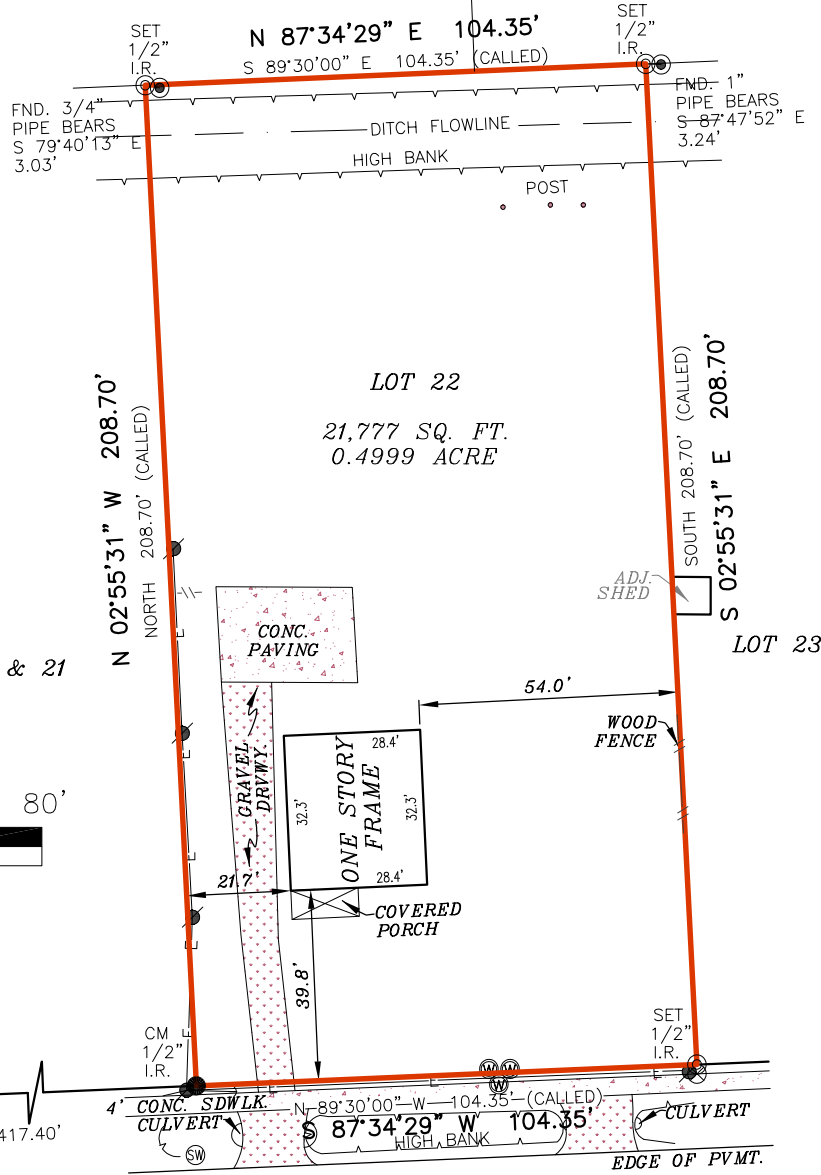 SET
1/2"
I.R.
N 87°34'29" E 104.35'
S 89°30'00" E 104.35' (CALLED)
SET
1/2"
I.R.
FND. 3/4"
PIPE BEARS
S 79°40'13" E
3.03'
FND. 1"
PIPE BEARS
S 87°47'52" E
3.24'
DITCH FLOWLINE
HIGH BANK
POST
LOT 22
21,777 SQ. FT.
0.4999 ACRE
N 02°55'31" W 208.70'
NORTH 208.70' (CALLED)
SOUTH 208.70' (CALLED)
S 02°55'31" E 208.70'
ADJ.
SHED
LOT 23
& 21
CONC.
PAVING
54.0'
WOOD
FENCE
GRAVEL
DRVWY.
ONE STORY
FRAME
28.4'
32.3'
32.3'
28.4'
80'
21.7'
COVERED
PORCH
39.8'
E
E
E
E
E
E
E
E
CM
1/2"
I.R.
SET
1/2"
I.R.
W
W
W
4' CONC. SDWLK.
N 89°30'00" W 104.35' (CALLED)
CULVERT
S 87°34'29" W 104.35'
CULVERT
417.40'
HIGH BANK
SW
EDGE OF PVMT.